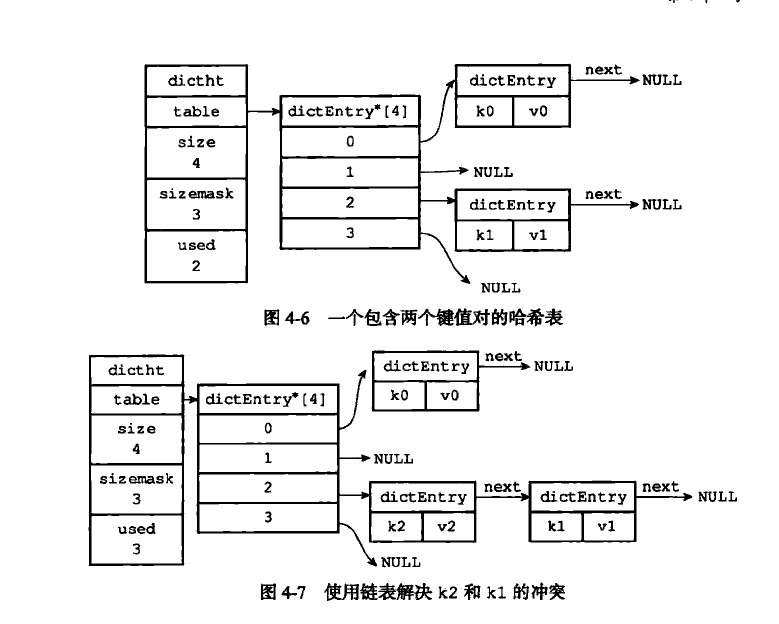 dictht
table
size
4
sizemask
3
used
2
dictEntry*[4]
0
1
2
3
dictEntry
k0 v0
next
NULL
NULL
dictEntry
k1 v1
next
NULL
NULL
图 4-6 一个包含两个键值对的哈希表
dictht
table
size
4
sizemask
3
used
3
dictEntry*[4]
0
1
2
3
dictEntry
k0 v0
next
NULL
NULL
dictEntry
k2 v2
next
dictEntry
k1 v1
next
NULL
NULL
图 4-7 使用链表解决 k2 和 k1 的冲突